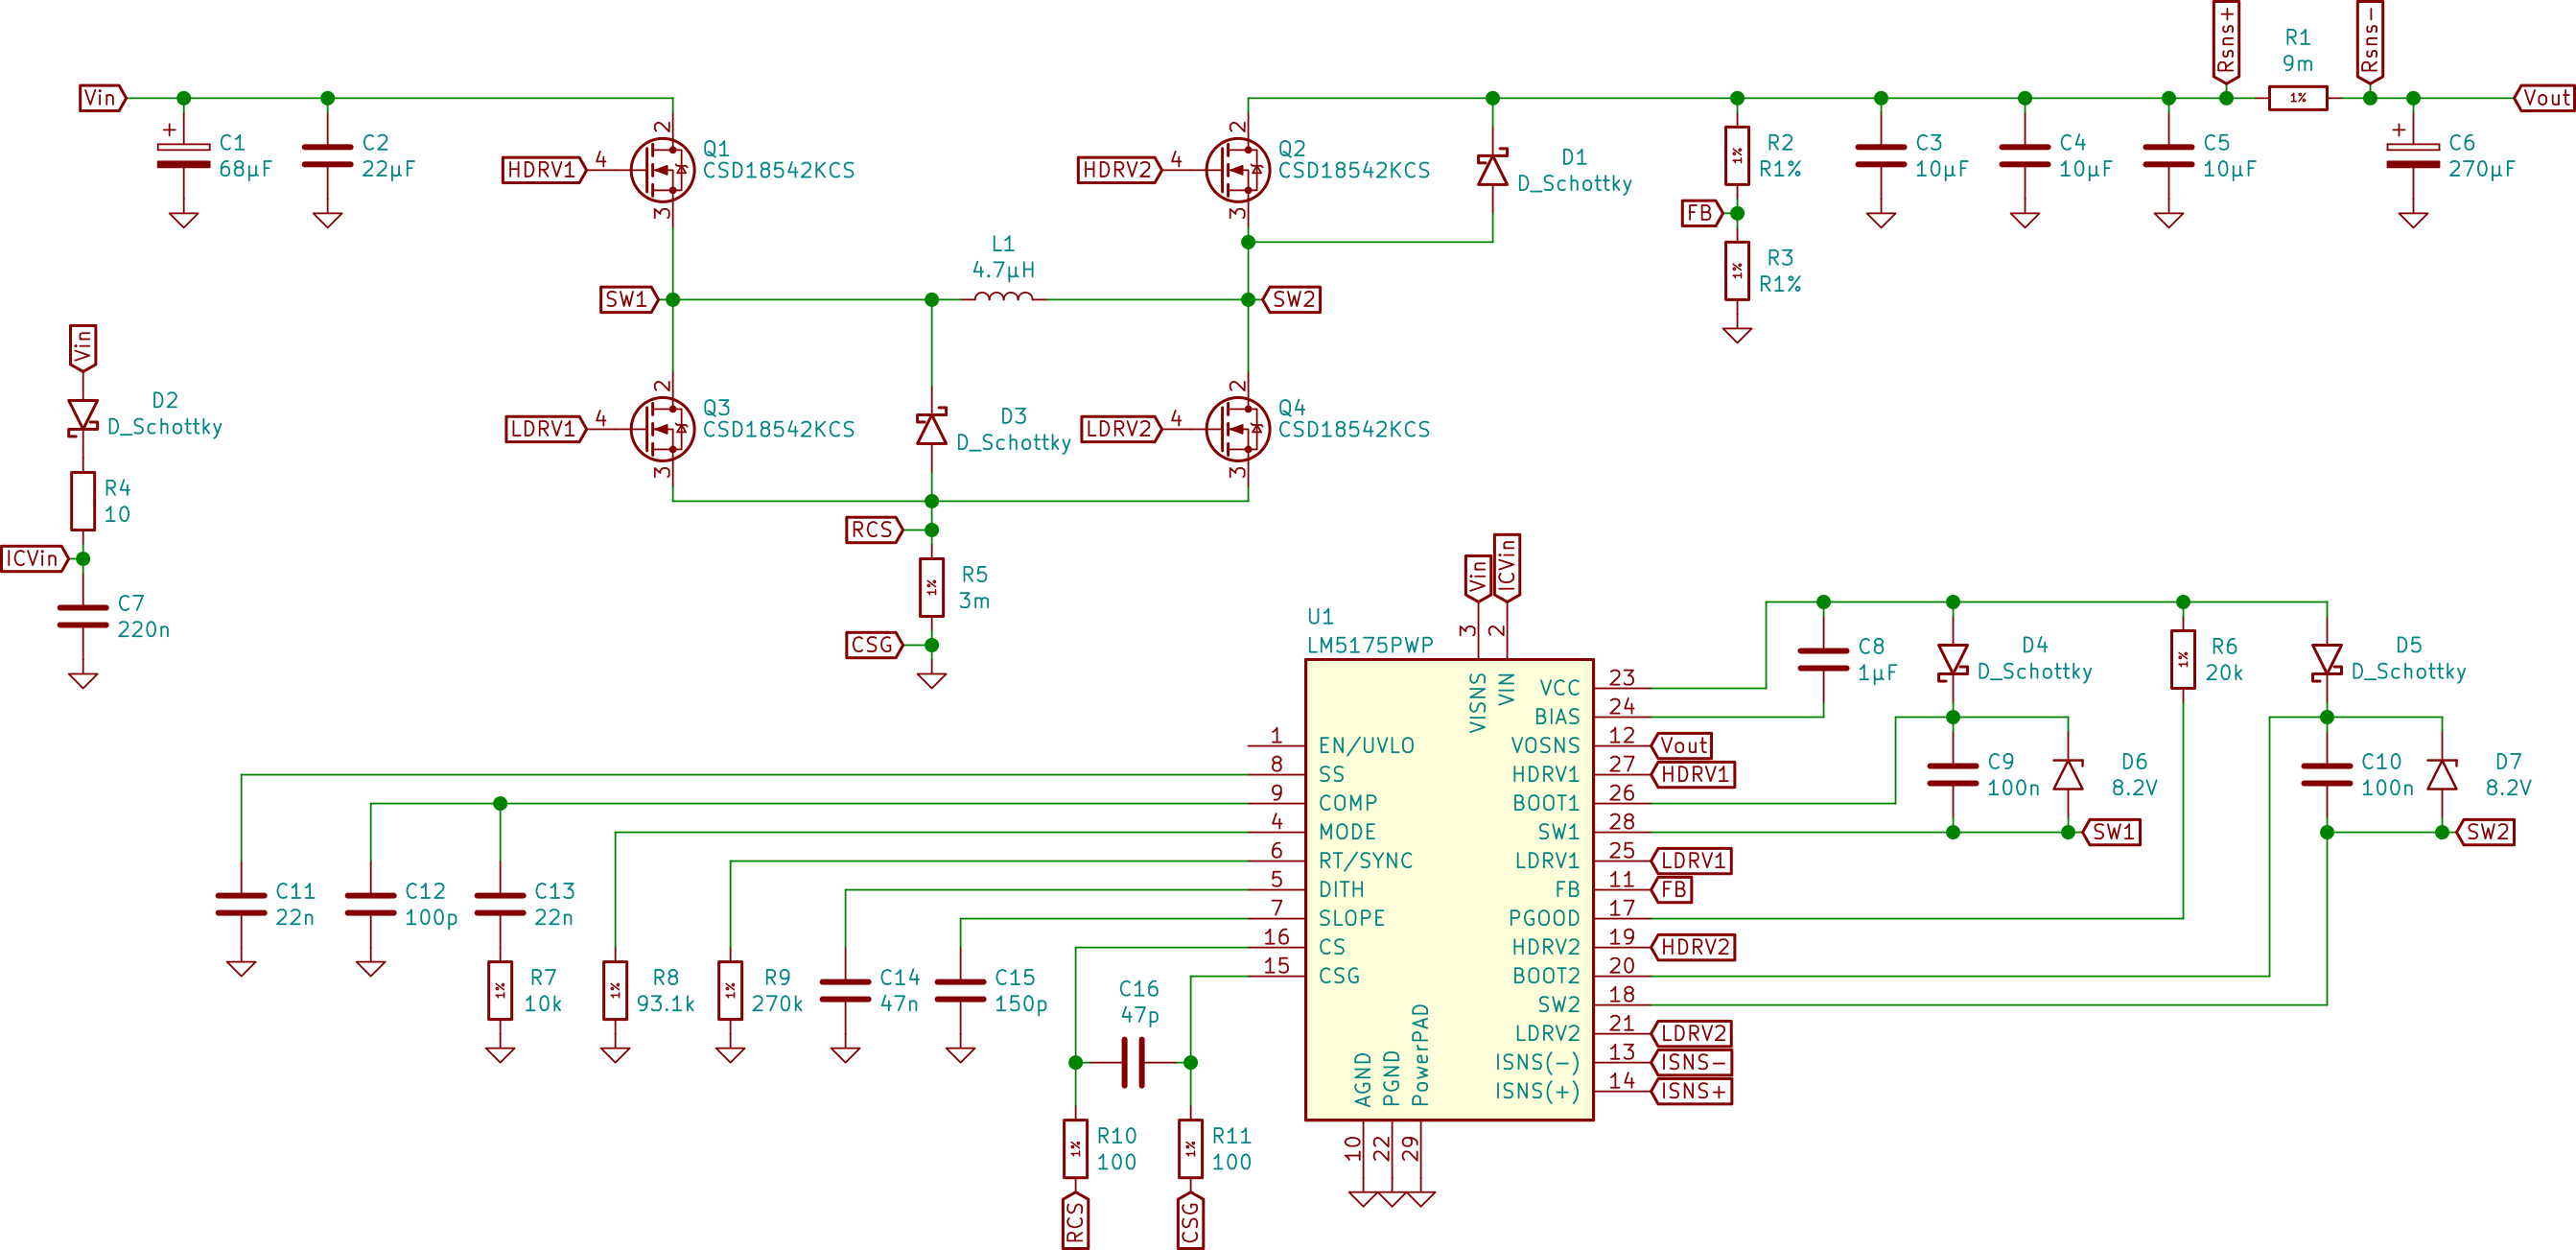 Vin
C1
68µF
C2
22µF
HDRV1
4
2
3
Q1
CSD18542KCS
HDRV2
4
2
3
Q2
CSD18542KCS
D1
D_Schottky
1%
R2
R1%
FB
1%
R3
R1%
C3
10µF
C4
10µF
C5
10µF
Rsns+
R1
9m
1%
Rsns-
C6
270µF
Vout
SW1
L1
4.7µH
SW2
LDRV1
4
2
3
Q3
CSD18542KCS
D3
D_Schottky
LDRV2
4
2
3
Q4
CSD18542KCS
RCS
1%
R5
3m
CSG
Vin
D2
D_Schottky
R4
10
ICVin
C7
220n
U1
LM5175PWP
Vin
ICVin
3
2
VISNS
VIN
1
EN/UVLO
8
SS
9
COMP
4
MODE
6
RT/SYNC
5
DITH
7
SLOPE
16
CS
15
CSG
AGND
PGND
PowerPAD
10
22
29
VCC
23
BIAS
24
VOSNS
12
Vout
HDRV1
27
HDRV1
BOOT1
26
SW1
28
LDRV1
25
LDRV1
FB
11
FB
PGOOD
17
HDRV2
19
HDRV2
BOOT2
20
SW2
18
LDRV2
21
LDRV2
ISNS(-)
13
ISNS-
ISNS(+)
14
ISNS+
C8
1µF
D4
D_Schottky
1%
R6
20k
D5
D_Schottky
C9
100n
D6
8.2V
SW1
C10
100n
D7
8.2V
SW2
C11
22n
C12
100p
C13
22n
1%
R7
10k
1%
R8
93.1k
1%
R9
270k
C14
47n
C15
150p
C16
47p
1%
R10
100
1%
R11
100
RCS
CSG